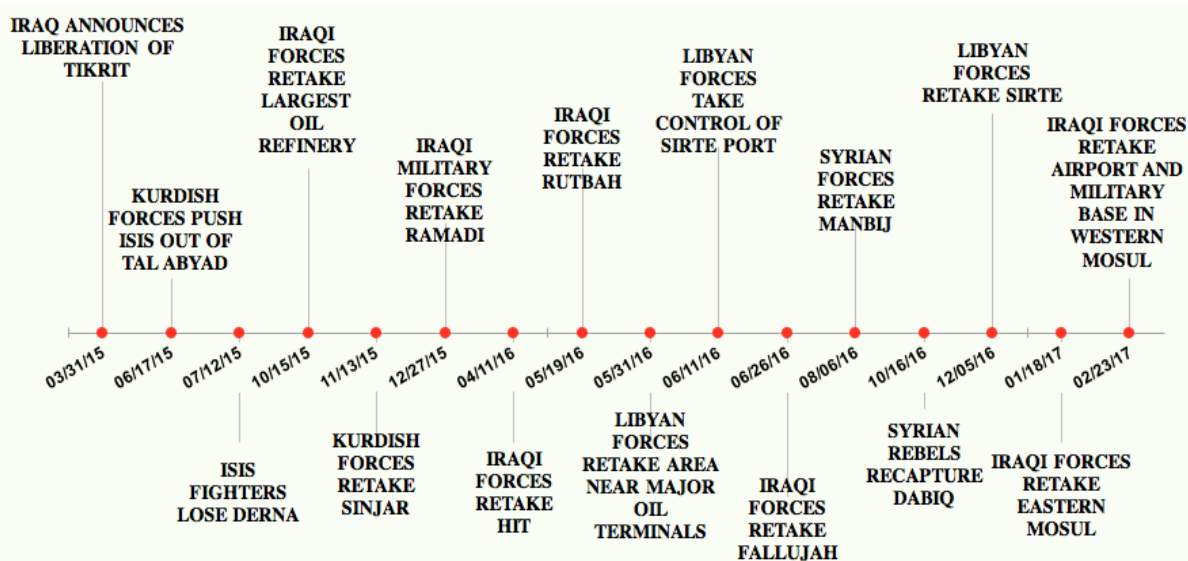 IRAQ ANNOUNCES
LIBERATION OF
TIKRIT
KURDISH
FORCES PUSH
ISIS OUT OF
TAL ABYAD
IRAQI
FORCES
RETAKE
LARGEST
OIL
REFINERY
IRAQI
MILITARY
FORCES
RETAKE
RAMADI
IRAQI
FORCES
RETAKE
RUTBAH
LIBYAN
FORCES
TAKE
CONTROL OF
SIRTE PORT
SYRIAN
FORCES
RETAKE
MANBIJ
LIBYAN
FORCES
RETAKE SIRTE
IRAQI FORCES
RETAKE
AIRPORT AND
MILITARY
BASE IN
WESTERN
MOSUL
03/31/15
06/17/15
07/12/15
10/15/15
11/13/15
12/27/15
04/11/16
05/19/16
05/31/16
06/11/16
06/26/16
08/06/16
10/16/16
12/05/16
01/18/17
02/23/17
ISIS
FIGHTERS
LOSE DERNA
KURDISH
FORCES
RETAKE
SINJAR
IRAQI
FORCES
RETAKE
HIT
LIBYAN
FORCES
RETAKE AREA
NEAR MAJOR
OIL
TERMINALS
IRAQI
FORCES
RETAKE
FALLUJAH
SYRIAN
REBELS
RECAPTURE
DABIQ
IRAQI FORCES
RETAKE
EASTERN
MOSUL